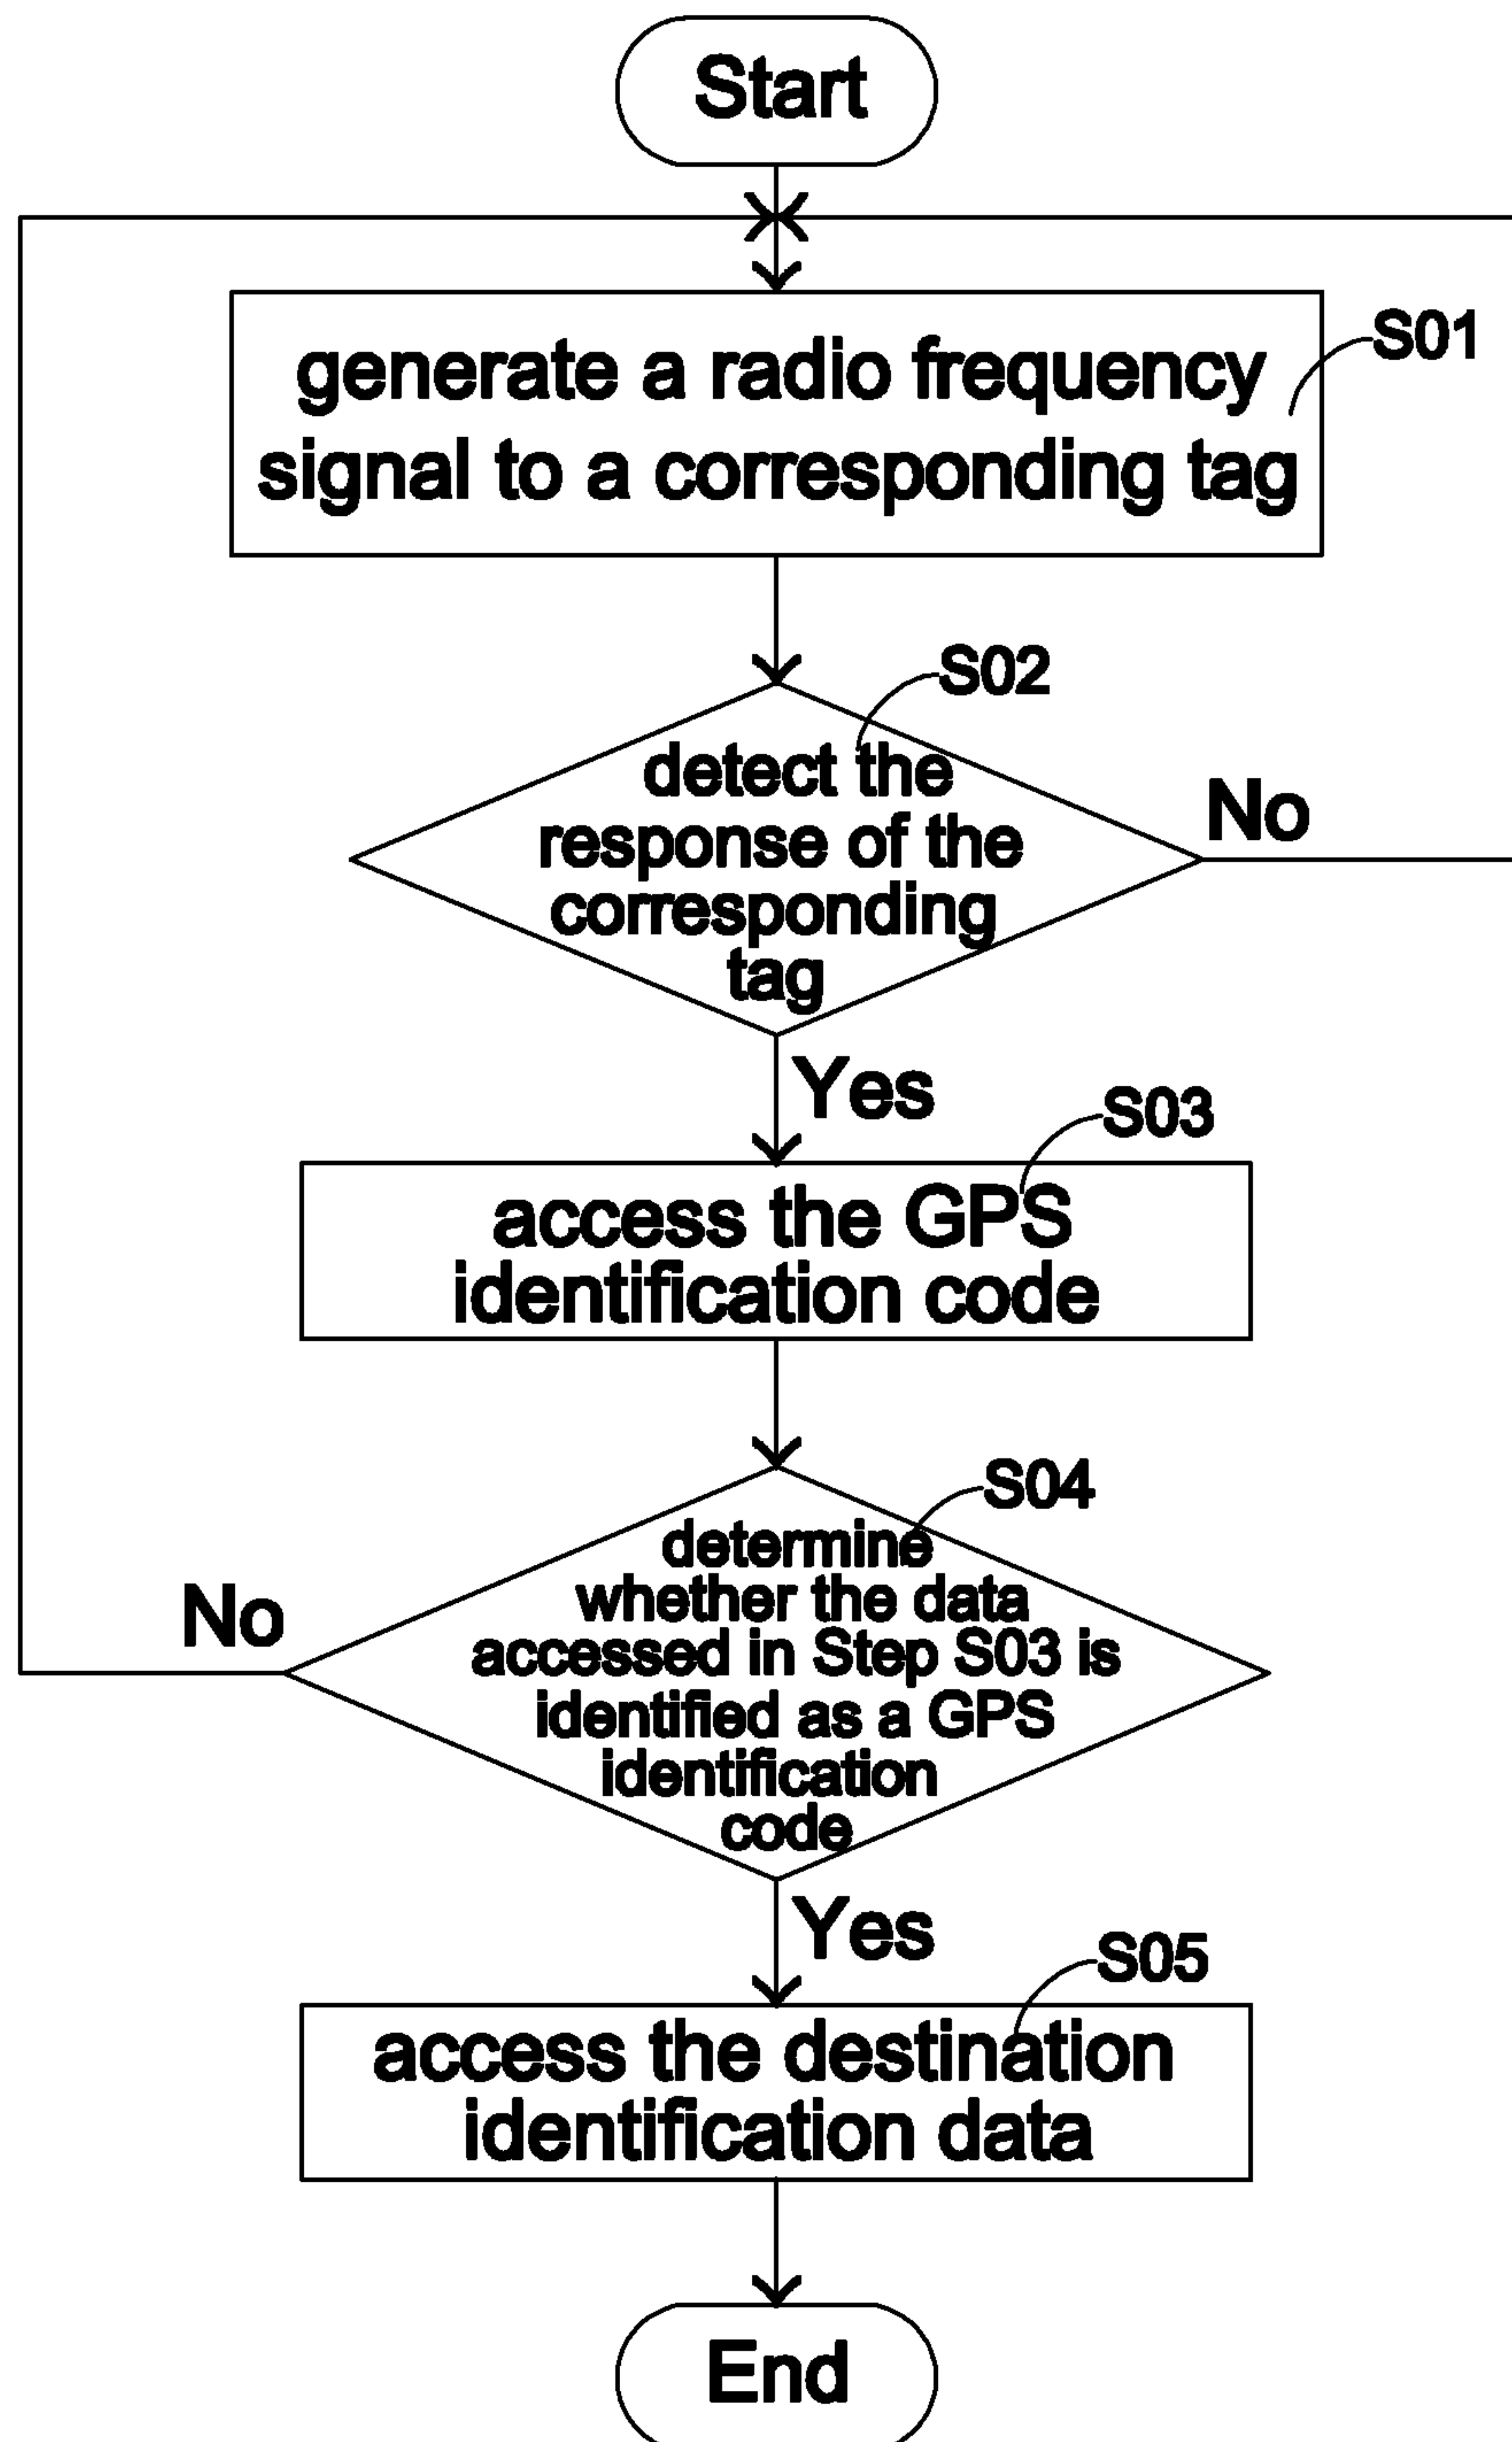 Start
generate a radio frequency
signal to a corresponding tag
S01
S02
detect the
response of the
corresponding
tag
No
Yes
S03
access the GPS
identification code
S04
determine
whether the data
accessed in Step S03 is
identified as a GPS
identification
code
No
Yes
S05
access the destination
identification data
End